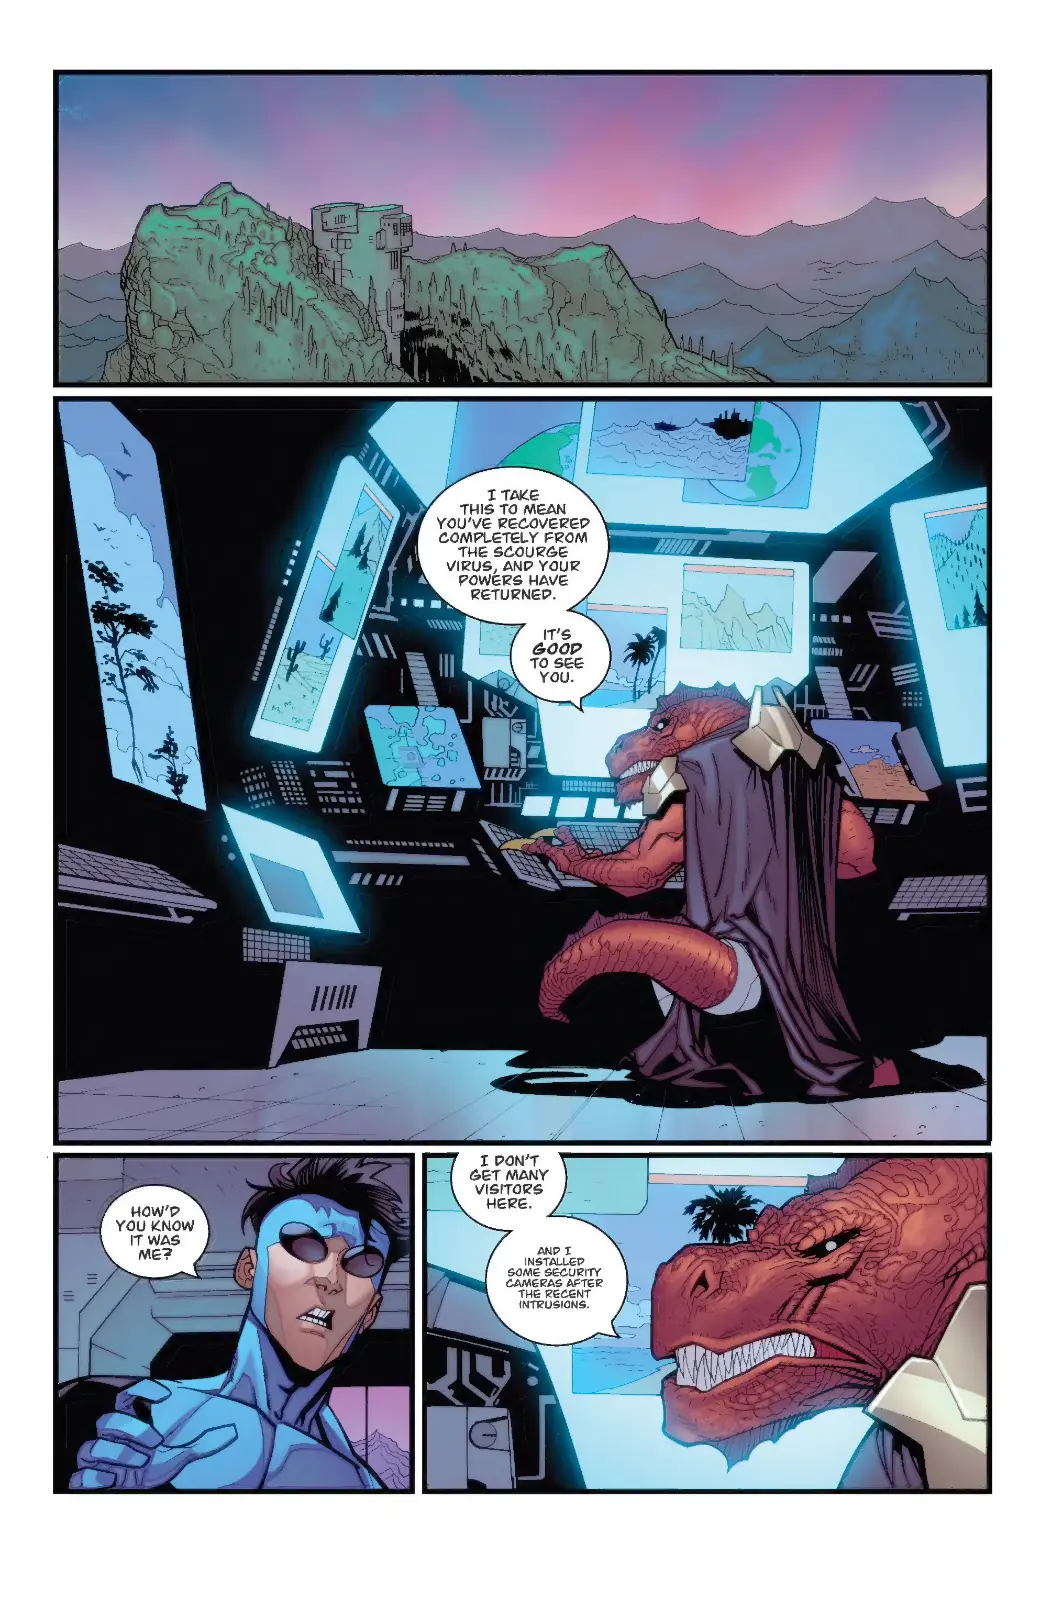 I TAKE
THIS TO MEAN
YOU'VE RECOVERED
COMPLETELY FROM
THE SCOURGE
VIRUS, AND YOUR
POWERS HAVE
RETURNED.
IT'S
GOOD
TO SEE
YOU.
HOW'D
YOU KNOW
IT WAS
ME?
I DON'T
GET MANY
VISITORS
HERE.
AND I
INSTALLED
SOME SECURITY
CAMERAS AFTER
THE RECENT
INTRUSIONS.